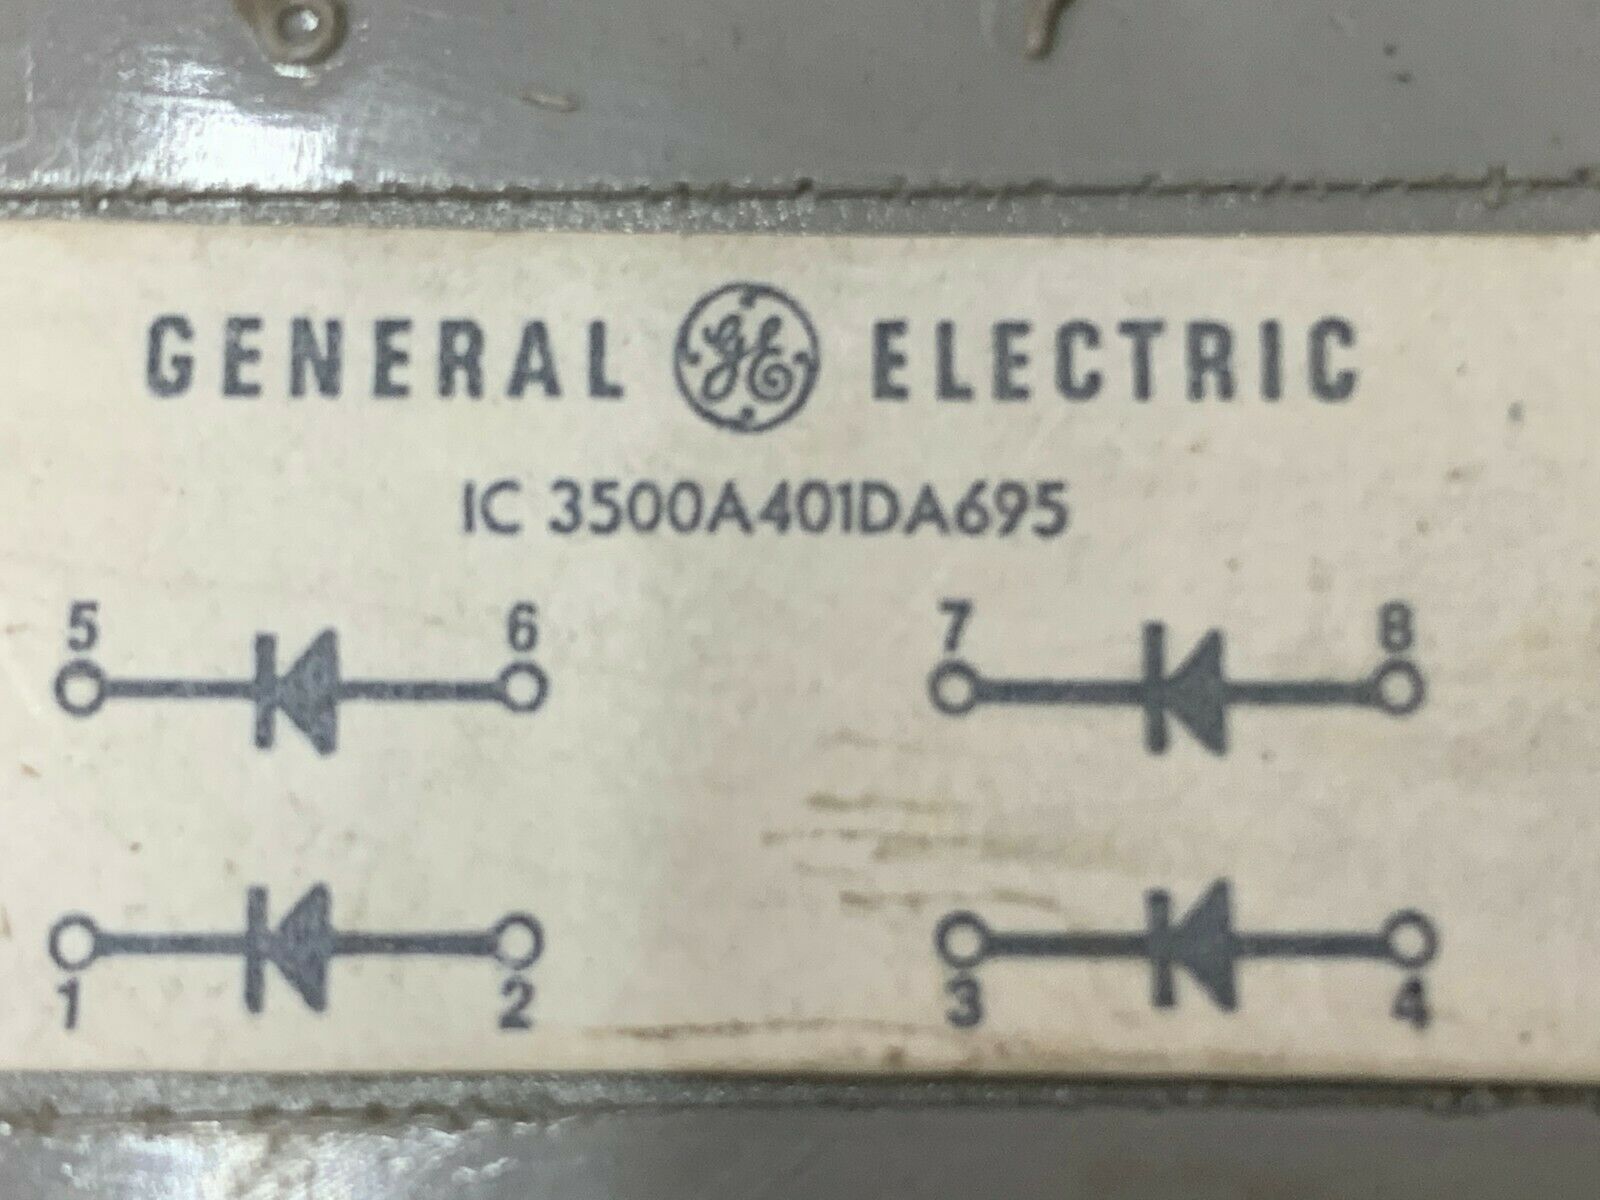 GENERAL GE ELECTRIC
IC 3500A401DA695
5 6 7 8
1 2 3 4